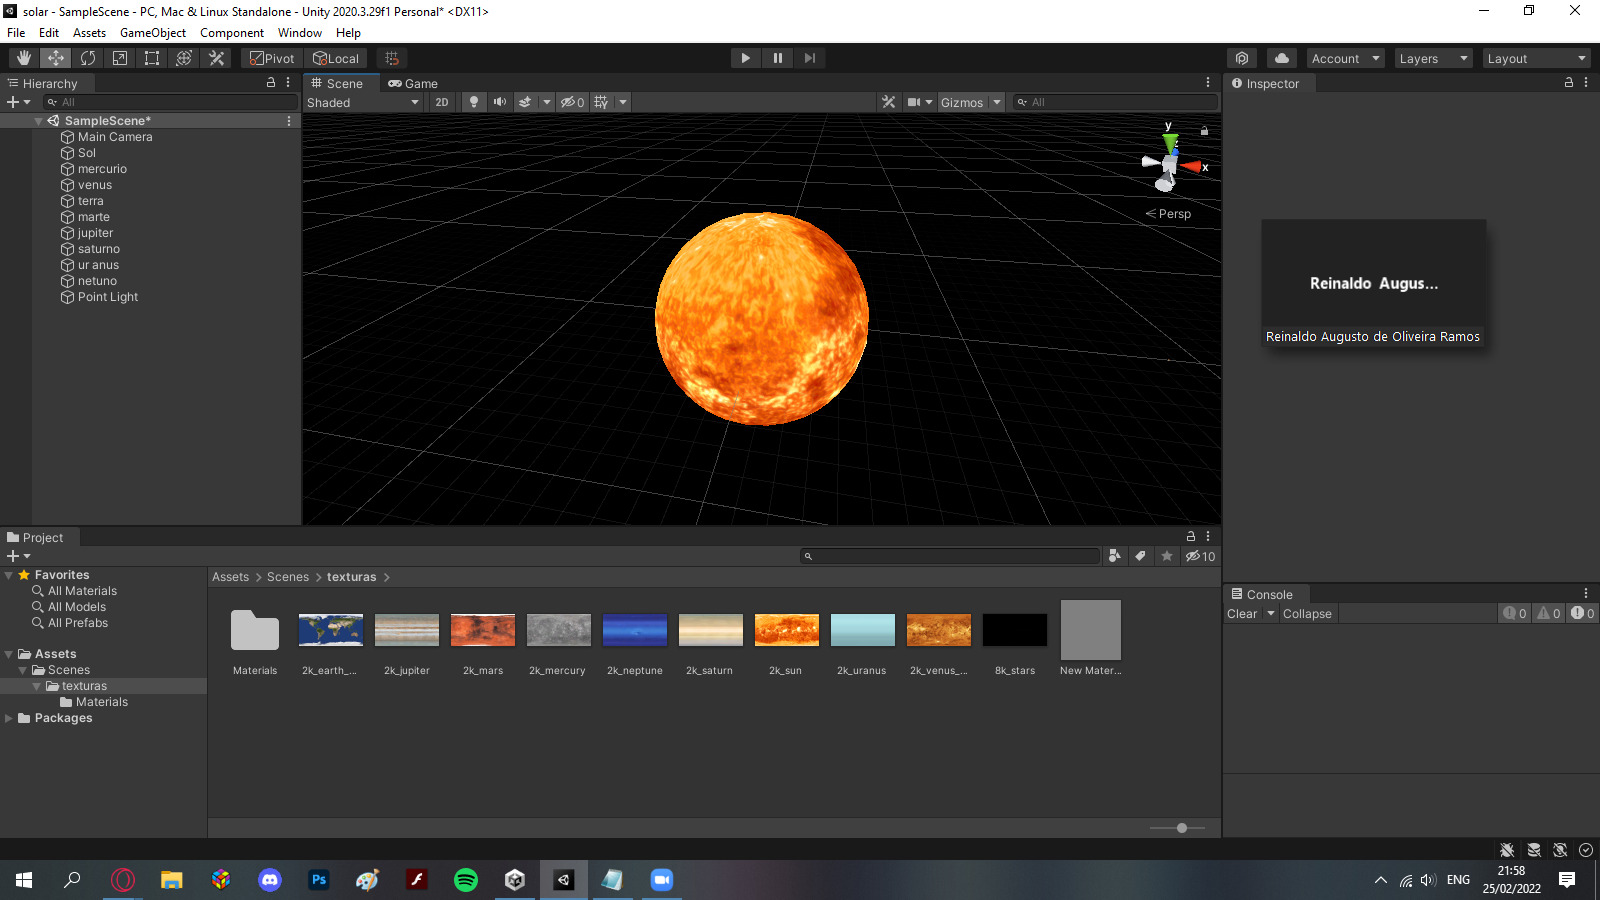 solar - SampleScene - PC, Mac & Linux Standalone - Unity 2020.3.29f1 Personal* <DX11>
File Edit Assets GameObject Component Window Help
Pivot Local Account Layers Layout
Hierarchy
All
SampleScene*
Main Camera
Sol
mercurio
venus
terra
marte
jupiter
saturno
ur anus
netuno
Point Light
Scene Game
Shaded 2D 0 Gizmos All
y
z
x
Persp
Inspector
Reinaldo Augus...
Reinaldo Augusto de Oliveira Ramos
Project
10
Favorites
All Materials
All Models
All Prefabs
Assets
Scenes
texturas
Materials
Packages
Assets > Scenes > texturas >
Materials 2k_earth_... 2k_jupiter 2k_mars 2k_mercury 2k_neptune 2k_saturn 2k_sun 2k_uranus 2k_venus_... 8k_stars New Mater...
Console
Clear Collapse 0 0 0
Ps
ENG
21:58
25/02/2022